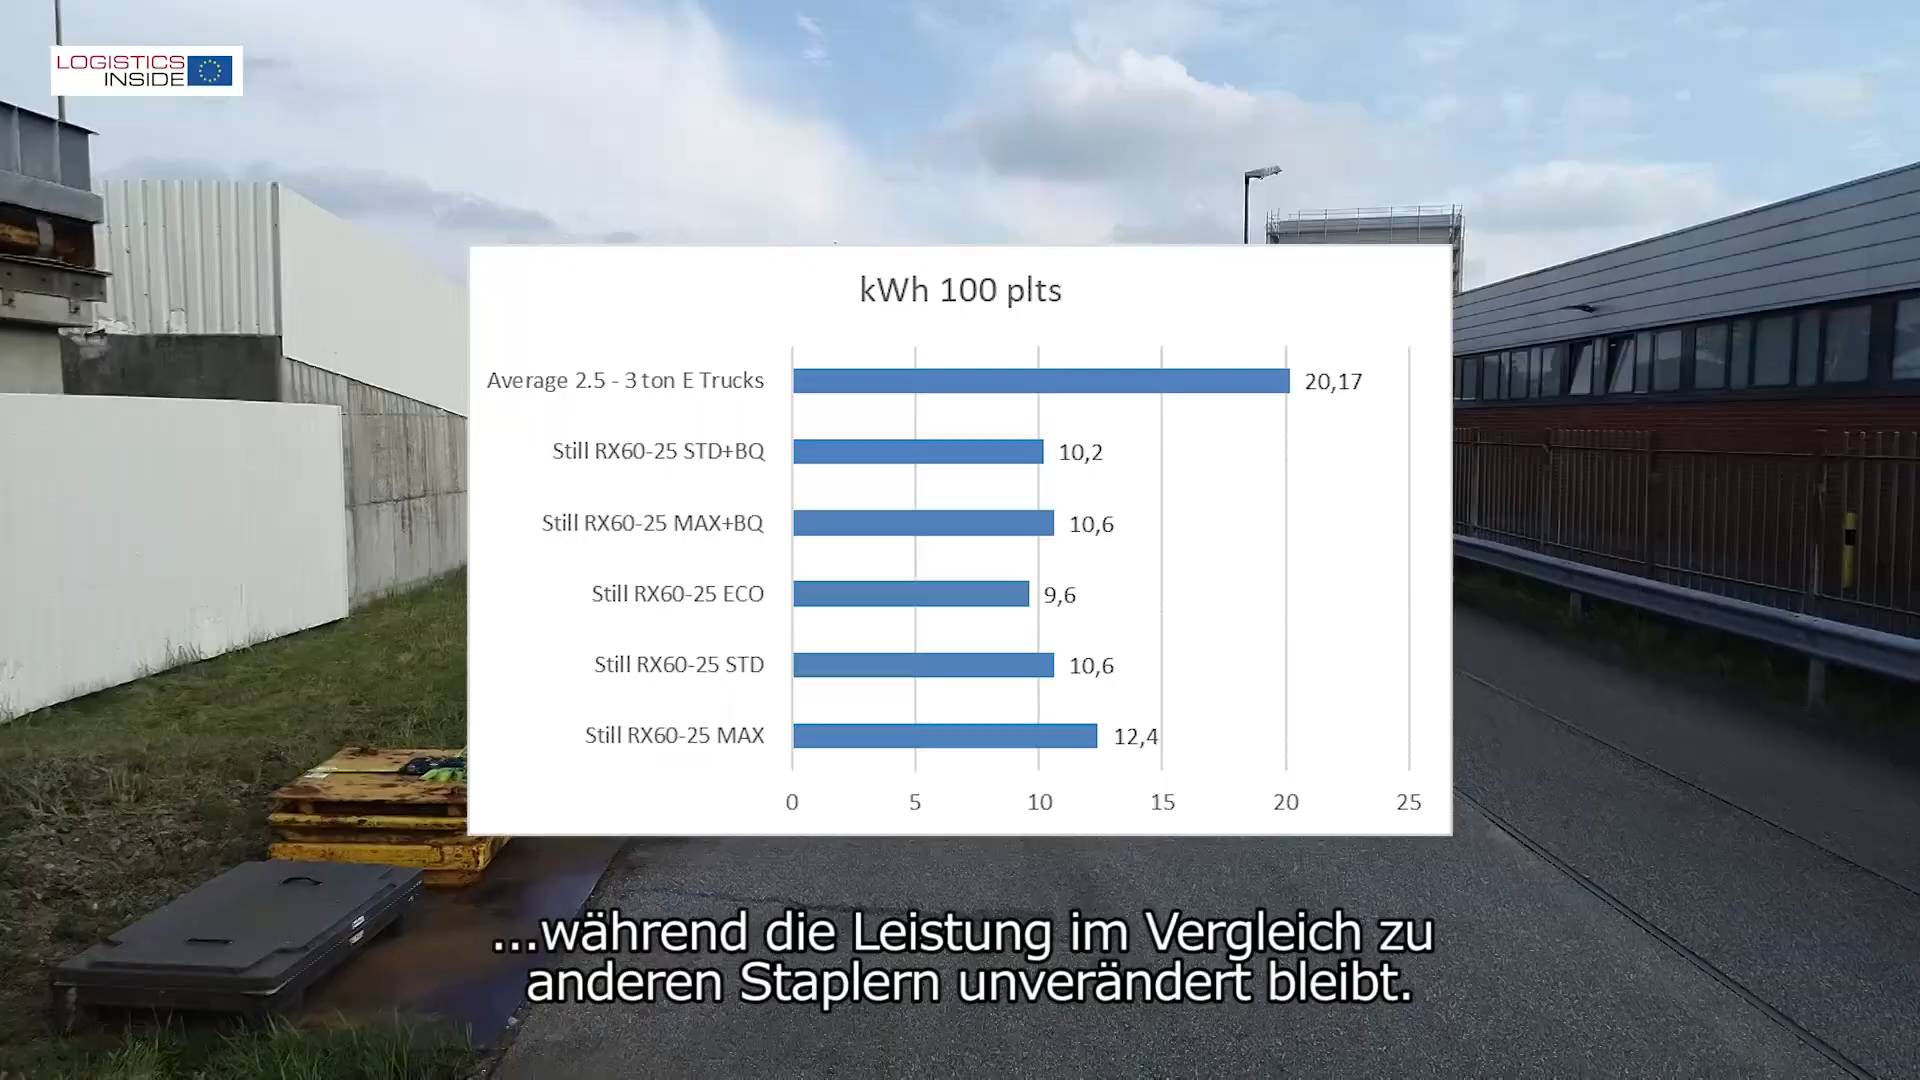 LOGISTICS
INSIDE
kWh 100 plts
Average 2.5 - 3 ton E Trucks 20,17
Still RX60-25 STD+BQ 10,2
Still RX60-25 MAX+BQ 10,6
Still RX60-25 ECO 9,6
Still RX60-25 STD 10,6
Still RX60-25 MAX 12,4
0 5 10 15 20 25
...während die Leistung im Vergleich zu
anderen Staplern unverändert bleibt.